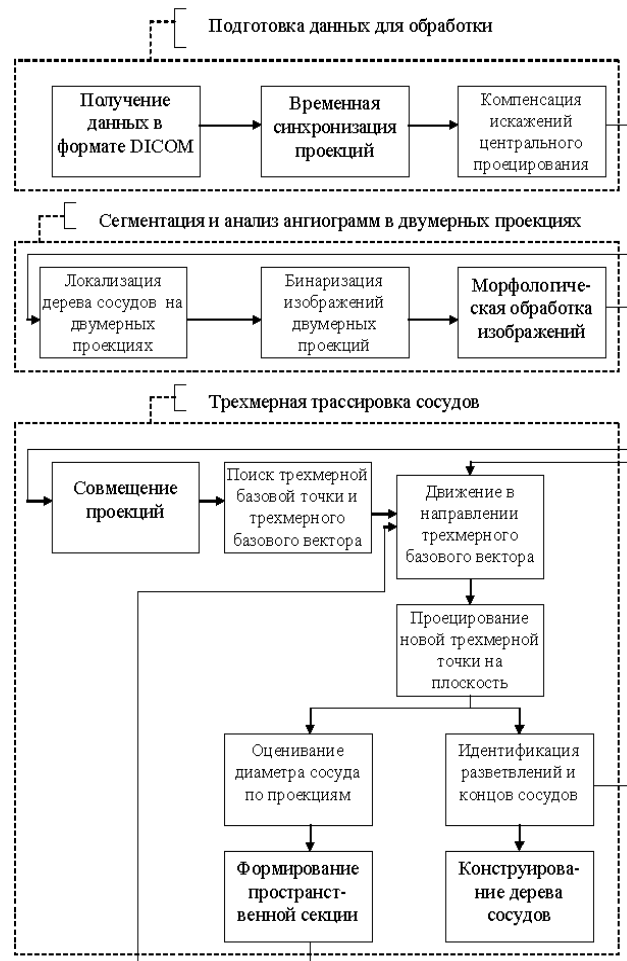 Подготовка данных для обработки
Получение
данных в
формате DICOM
Временная
синхронизация
проекций
Компенсация
искажений
центрального
проецирования
Сегментация и анализ ангиограмм в двумерных проекциях
Локализация
дерева сосудов на
двумерных
проекциях
Бинаризация
изображений
двумерных
проекций
Морфологиче-
ская обработка
изображений
Трехмерная трассировка сосудов
Совмещение
проекций
Поиск трехмерной
базовой точки и
трехмерного
базового вектора
Движение в
направлении
трехмерного
базового вектора
Проецирование
новой трехмерной
точки на
плоскость
Оценивание
диаметра сосуда
по проекциям
Идентификация
разветвлений и
концов сосудов
Формирование
пространст-
венной секции
Конструирова-
ние дерева
сосудов